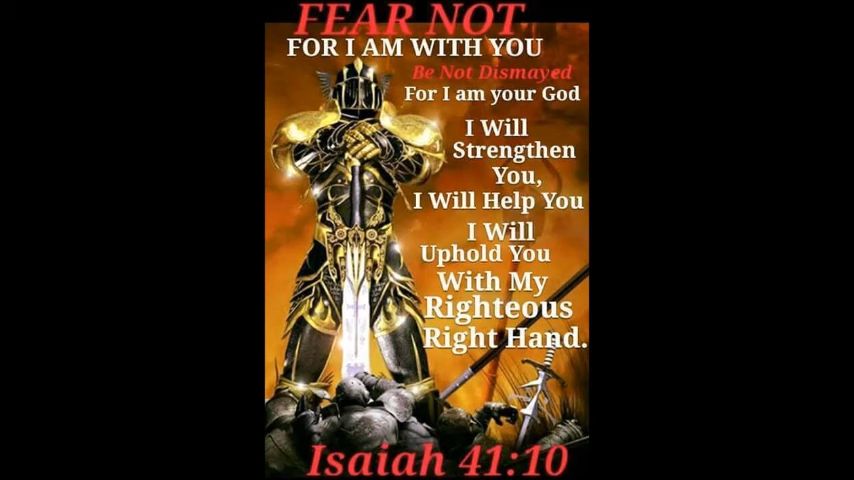 FEAR NOT
FOR I AM WITH YOU
Be Not Dismayed
For I am your God
I Will
Strengthen
You,
I Will Help You
I Will
Uphold You
With My
Righteous
Right Hand.
Isaiah 41:10